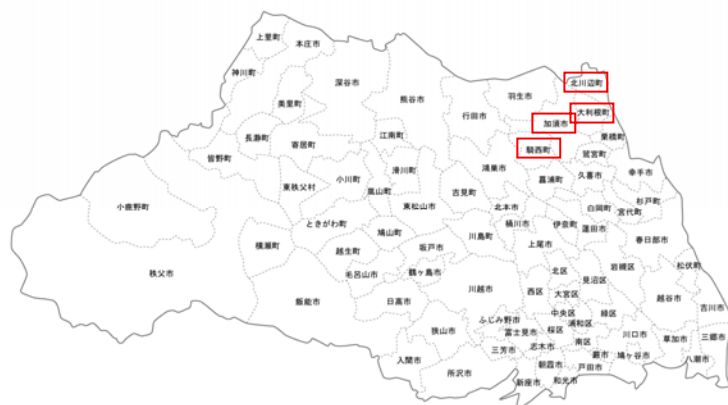 上里町
本庄市
神川町
深谷市
美里町
熊谷市
羽生市
北川辺町
大利根町
行田市
加須市
栗橋町
騎西町
鷲宮町
長瀞町
寄居町
江南町
皆野町
滑川町
鴻巣市
菖蒲町
久喜市
幸手市
小川町
嵐山町
東秩父村
吉見町
東松山市
北本市
白岡町
杉戸町
宮代町
小鹿野町
ときがわ町
鳩山町
桶川市
伊奈町
蓮田市
川島町
横瀬町
越生町
坂戸市
上尾市
春日部市
秩父市
毛呂山市
鶴ヶ島市
北区
見沼区
岩槻区
松伏町
飯能市
日高市
川越市
西区
大宮区
越谷市
吉川市
中央区
緑区
ふじみ野市
浦和区
狭山市
富士見市
桜区
川口市
草加市
三郷市
三芳市
志木市
南区
入間市
蕨市
鳩ヶ谷市
八潮市
朝霞市
戸田市
所沢市
新座市
和光市